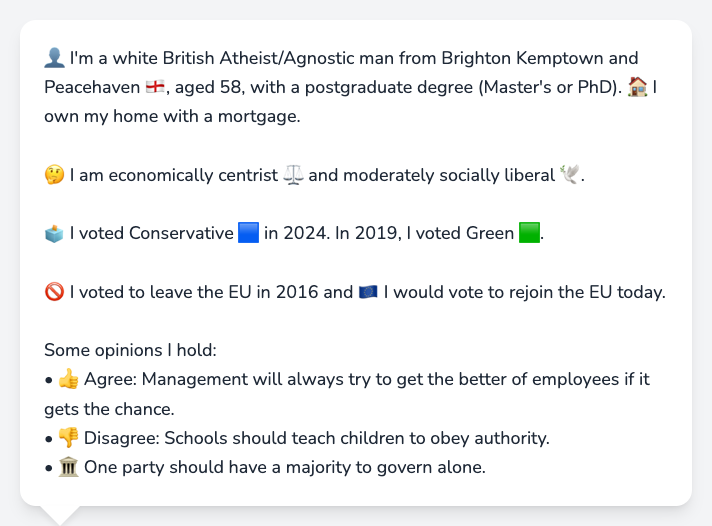 👤 I'm a white British Atheist/Agnostic man from Brighton Kemptown and
Peacehaven 🏴󠁧󠁢󠁥󠁮󠁧󠁿, aged 58, with a postgraduate degree (Master's or PhD). 🏠 I
own my home with a mortgage.
🤔 I am economically centrist ⚖️ and moderately socially liberal 🕊️.
🗳️ I voted Conservative 🟦 in 2024. In 2019, I voted Green 🟩.
🚫 I voted to leave the EU in 2016 and 🇪🇺 I would vote to rejoin the EU today.
Some opinions I hold:
• 👍 Agree: Management will always try to get the better of employees if it
gets the chance.
• 👎 Disagree: Schools should teach children to obey authority.
• 🏛️ One party should have a majority to govern alone.